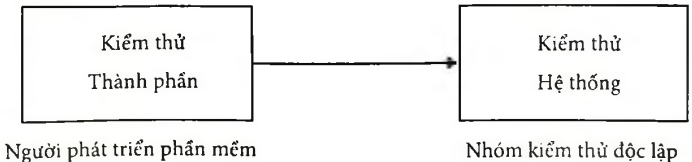 Kiểm thử
Thành phần
Kiểm thử
Hệ thống
Người phát triển phần mềm
Nhóm kiểm thử độc lập